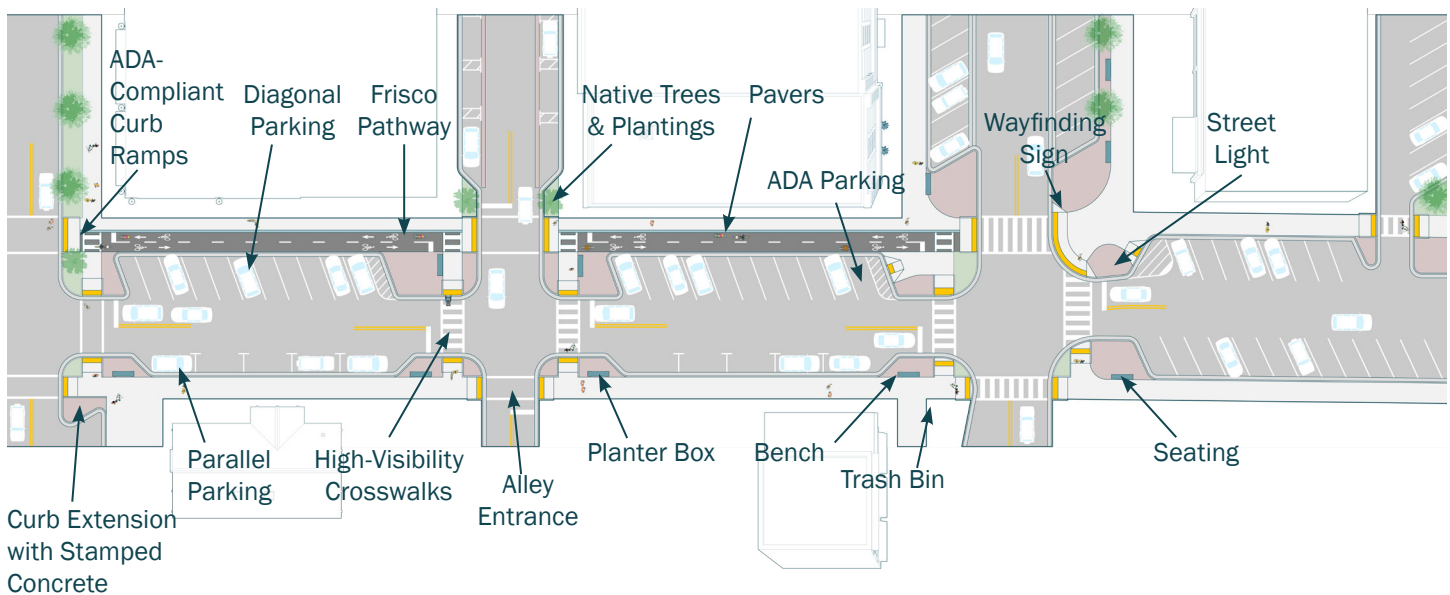 ADA-
Compliant
Curb
Ramps
Diagonal
Parking
Frisco
Pathway
Native Trees
& Plantings
Pavers
ADA Parking
Wayfinding
Sign
Street
Light
Curb Extension
with Stamped
Concrete
Parallel
Parking
High-Visibility
Crosswalks
Alley
Entrance
Planter Box
Bench
Trash Bin
Seating